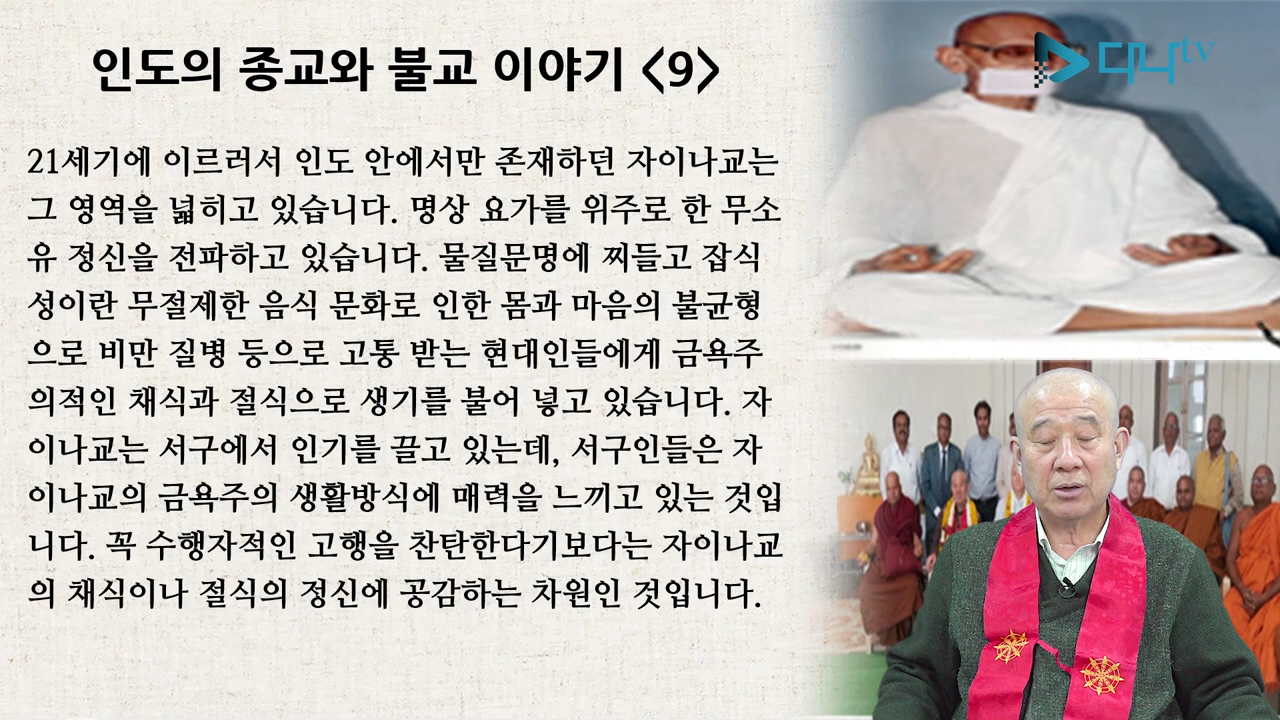 인도의 종교와 불교 이야기 <9>
다나tv
21세기에 이르러서 인도 안에서만 존재하던 자이나교는
그 영역을 넓히고 있습니다. 명상 요가를 위주로 한 무소
유 정신을 전파하고 있습니다. 물질문명에 찌들고 잡식
성이란 무절제한 음식 문화로 인한 몸과 마음의 불균형
으로 비만 질병 등으로 고통 받는 현대인들에게 금욕주
의적인 채식과 절식으로 생기를 불어 넣고 있습니다. 자
이나교는 서구에서 인기를 끌고 있는데, 서구인들은 자
이나교의 금욕주의 생활방식에 매력을 느끼고 있는 것입
니다. 꼭 수행자적인 고행을 찬탄한다기보다는 자이나교
의 채식이나 절식의 정신에 공감하는 차원인 것입니다.